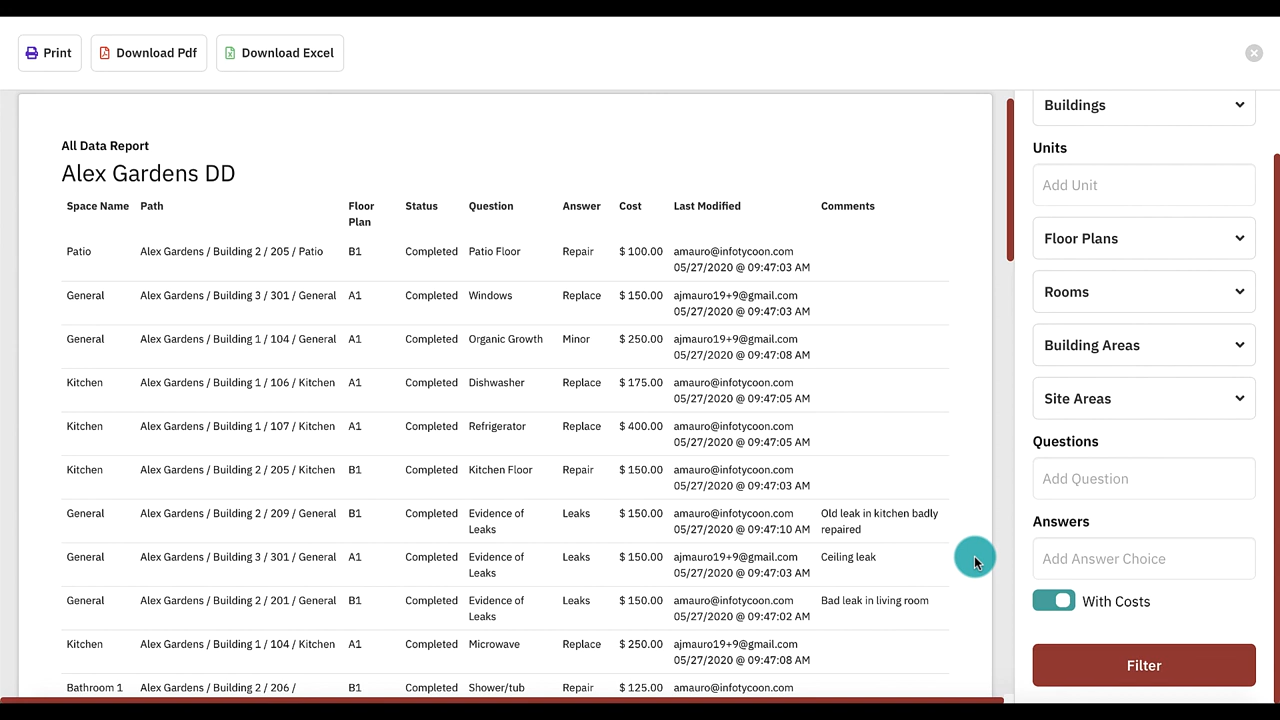 Print Download Pdf Download Excel
All Data Report
Alex Gardens DD
Space Name Path Floor Plan Status Question Answer Cost Last Modified Comments
Patio Alex Gardens / Building 2 / 205 / Patio B1 Completed Patio Floor Repair $ 100.00 amauro@infotycoon.com
05/27/2020 @ 09:47:03 AM
General Alex Gardens / Building 3 / 301 / General A1 Completed Windows Replace $ 150.00 ajmauro19+9@gmail.com
05/27/2020 @ 09:47:03 AM
General Alex Gardens / Building 1 / 104 / General A1 Completed Organic Growth Minor $ 250.00 ajmauro19+9@gmail.com
05/27/2020 @ 09:47:08 AM
Kitchen Alex Gardens / Building 1 / 106 / Kitchen A1 Completed Dishwasher Replace $ 175.00 amauro@infotycoon.com
05/27/2020 @ 09:47:05 AM
Kitchen Alex Gardens / Building 1 / 107 / Kitchen A1 Completed Refrigerator Replace $ 400.00 amauro@infotycoon.com
05/27/2020 @ 09:47:05 AM
Kitchen Alex Gardens / Building 2 / 205 / Kitchen B1 Completed Kitchen Floor Repair $ 150.00 amauro@infotycoon.com
05/27/2020 @ 09:47:03 AM
General Alex Gardens / Building 2 / 209 / General B1 Completed Evidence of Leaks $ 150.00 amauro@infotycoon.com Old leak in kitchen badly
Leaks 05/27/2020 @ 09:47:10 AM repaired
General Alex Gardens / Building 3 / 301 / General A1 Completed Evidence of Leaks $ 150.00 ajmauro19+9@gmail.com Ceiling leak
Leaks 05/27/2020 @ 09:47:03 AM
General Alex Gardens / Building 2 / 201 / General B1 Completed Evidence of Leaks $ 150.00 amauro@infotycoon.com Bad leak in living room
Leaks 05/27/2020 @ 09:47:02 AM
Kitchen Alex Gardens / Building 1 / 104 / Kitchen A1 Completed Microwave Replace $ 250.00 ajmauro19+9@gmail.com
05/27/2020 @ 09:47:08 AM
Bathroom 1 Alex Gardens / Building 2 / 206 / B1 Completed Shower/tub Repair $ 125.00 amauro@infotycoon.com
Buildings
Units
Add Unit
Floor Plans
Rooms
Building Areas
Site Areas
Questions
Add Question
Answers
Add Answer Choice
With Costs
Filter